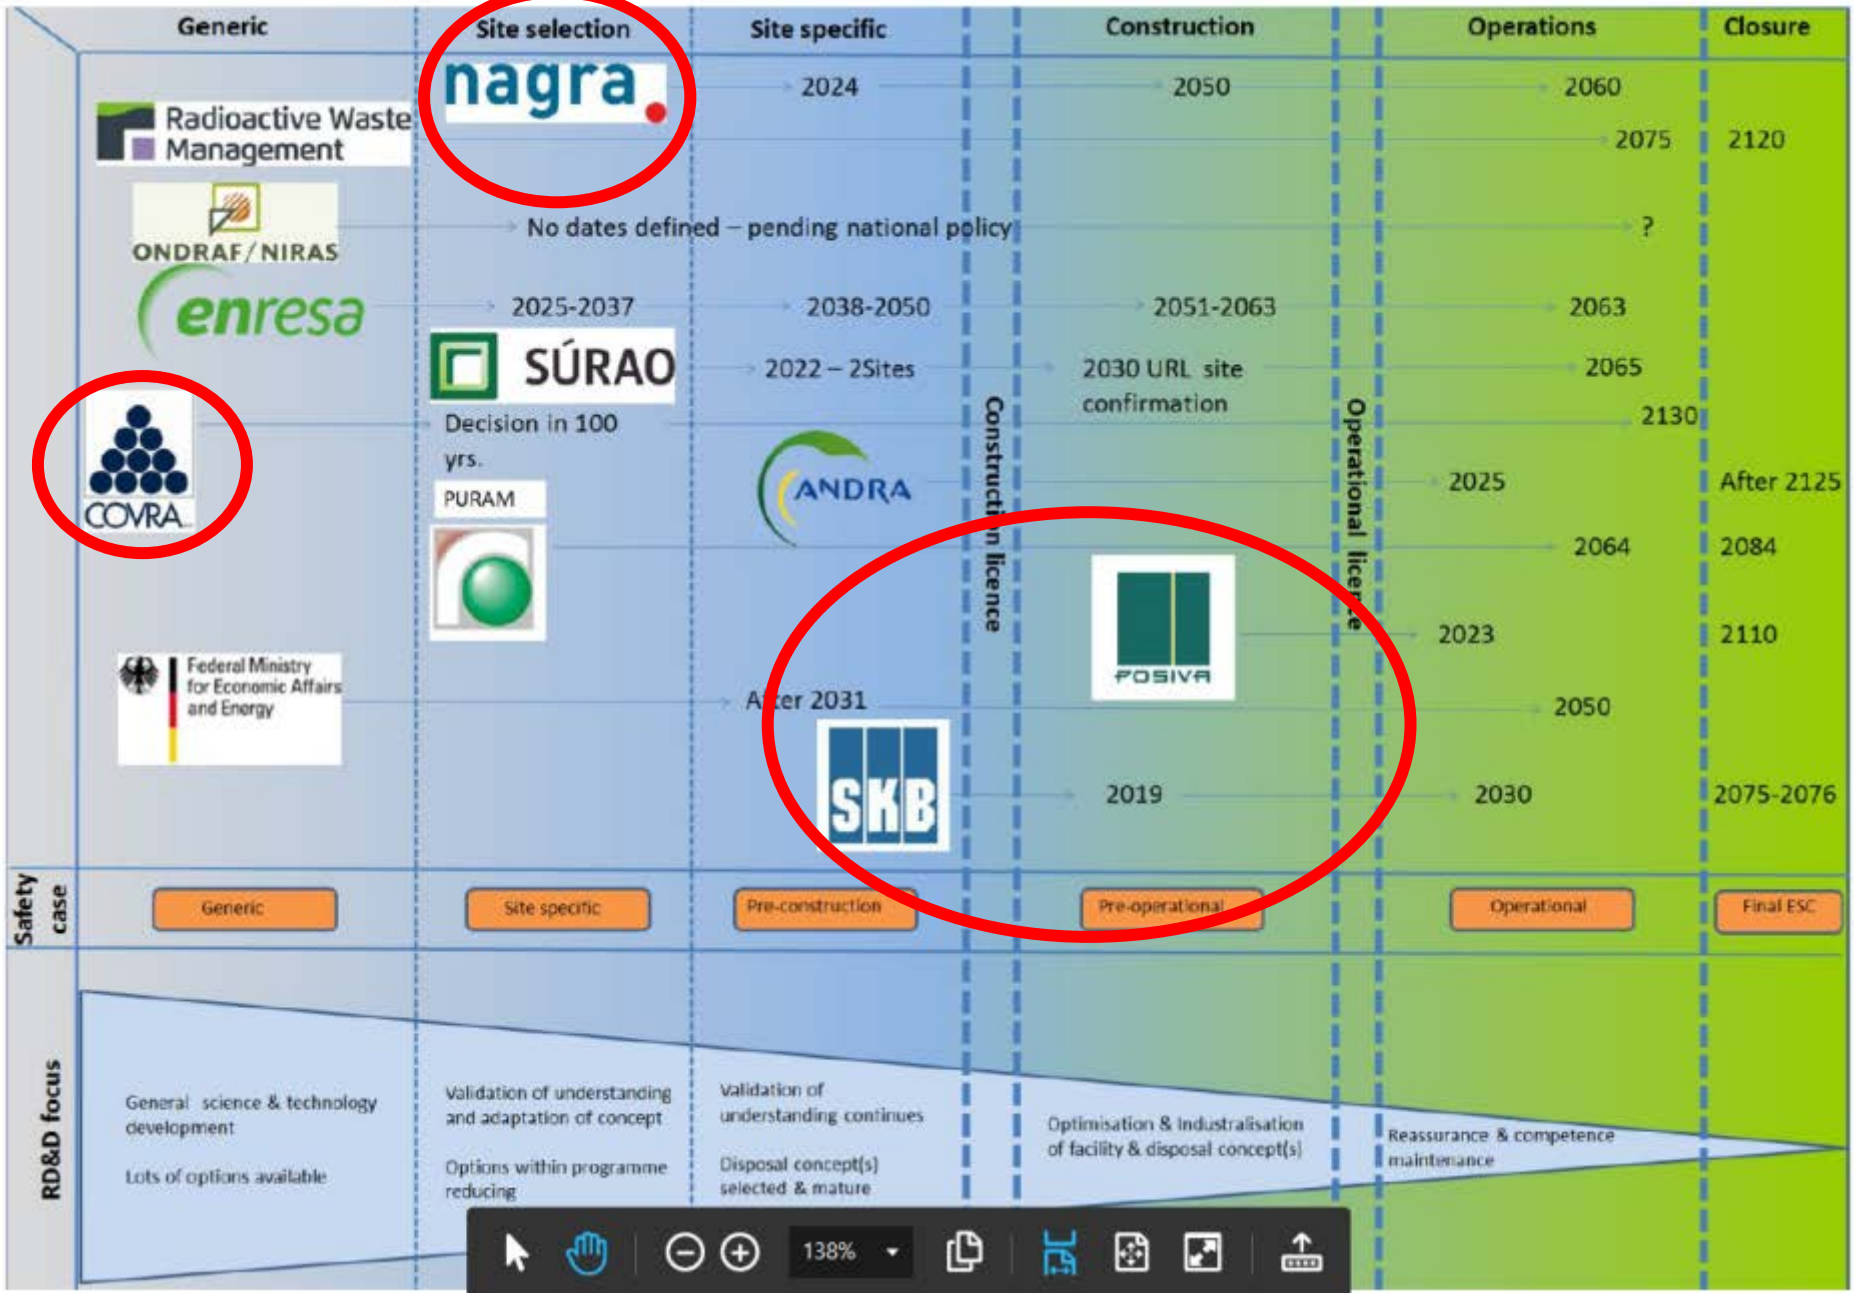 Generic
Site selection
Site specific
Construction
Operations
Closure
nagra.
2024
2050
2060
Radioactive Waste
Management
2075
2120
ONDRAF/NIRAS
No dates defined – pending national policy
?
enresa
2025-2037
2038-2050
2051-2063
2063
SÚRAO
2022 – 2Sites
2030 URL site
confirmation
2065
COVRA
Decision in 100
yrs.
2130
ANDRA
2025
After 2125
PURAM
2064
2084
POSIVA
2023
2110
Federal Ministry
for Economic Affairs
and Energy
After 2031
2050
SKB
2019
2030
2075-2076
Construction licence
Operational licence
Safety
case
Generic
Site specific
Pre-construction
Pre-operational
Operational
Final ESC
RD&D focus
General science & technology
development
Lots of options available
Validation of understanding
and adaptation of concept
Options within programme
reducing
Validation of
understanding continues
Disposal concept(s)
selected & mature
Optimisation & Industralisation
of facility & disposal concept(s)
Reassurance & competence
maintenance
138%